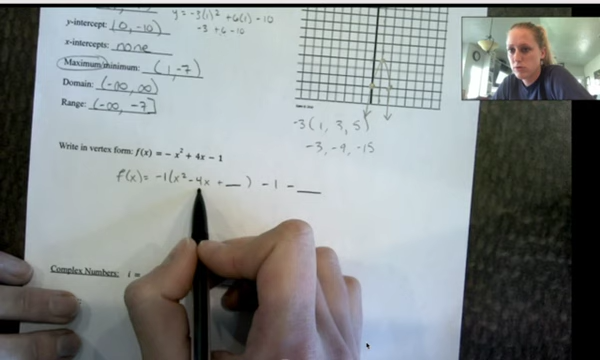 y = -3(1)² + 6(1) - 10
y-intercept: (0, -10)
-3 + 6 - 10
x-intercepts: none
Maximum/minimum: (1, -7)
Domain: (-∞, ∞)
Range: (-∞, -7]
-3(1, 3, 5)
-3, -9, -15
Write in vertex form: f(x) = - x² + 4x - 1
f(x) = -1(x² - 4x + __ ) - 1 - __
Complex Numbers: i =